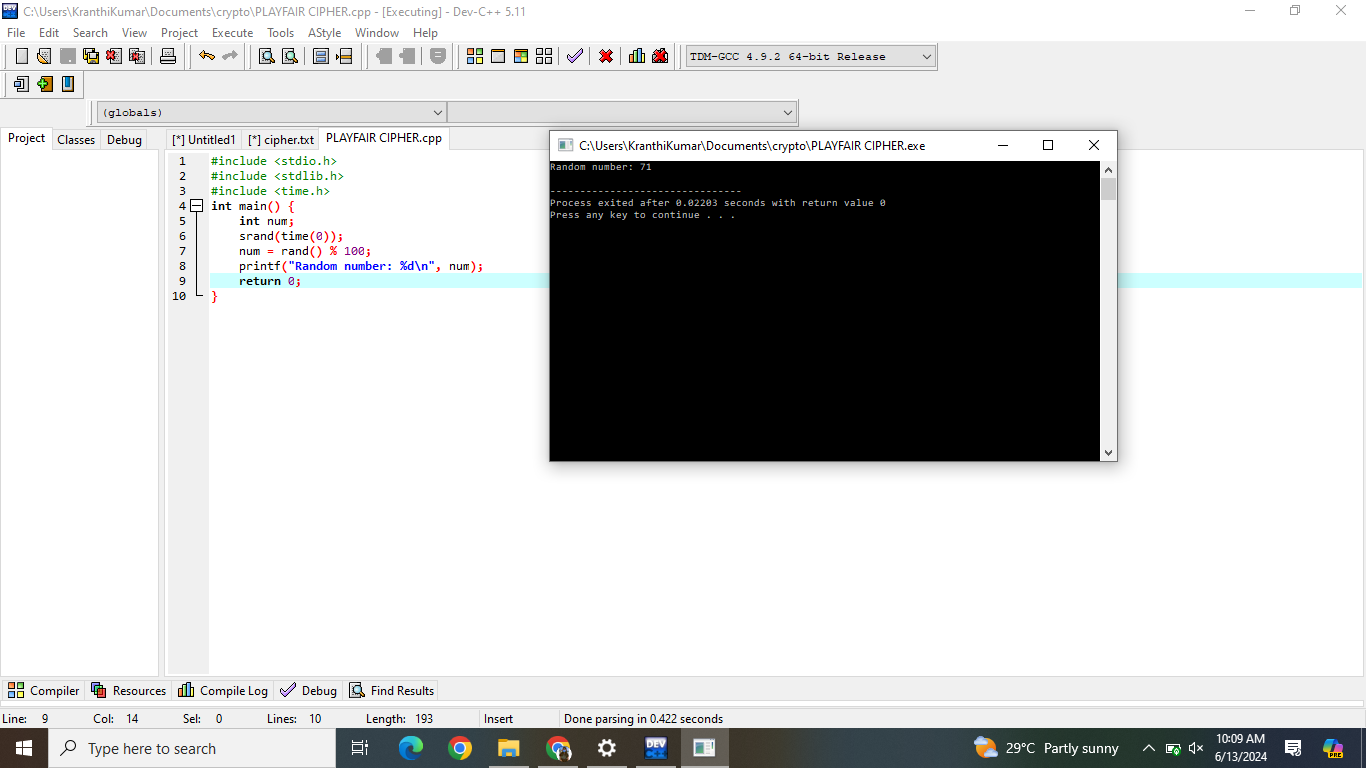 C:\Users\KranthiKumar\Documents\crypto\PLAYFAIR CIPHER.cpp - [Executing] - Dev-C++ 5.11
File Edit Search View Project Execute Tools AStyle Window Help
TDM-GCC 4.9.2 64-bit Release
(globals)
Project Classes Debug
[*] Untitled1 [*] cipher.txt PLAYFAIR CIPHER.cpp
1 #include <stdio.h>
2 #include <stdlib.h>
3 #include <time.h>
4 int main() {
5 int num;
6 srand(time(0));
7 num = rand() % 100;
8 printf("Random number: %d\n", num);
9 return 0;
10 }
C:\Users\KranthiKumar\Documents\crypto\PLAYFAIR CIPHER.exe
Random number: 71
--------------------------------
Process exited after 0.02203 seconds with return value 0
Press any key to continue . . .
Compiler Resources Compile Log Debug Find Results
Line: 9 Col: 14 Sel: 0 Lines: 10 Length: 193 Insert Done parsing in 0.422 seconds
Type here to search
DEV
29°C Partly sunny
10:09 AM
6/13/2024
PRE